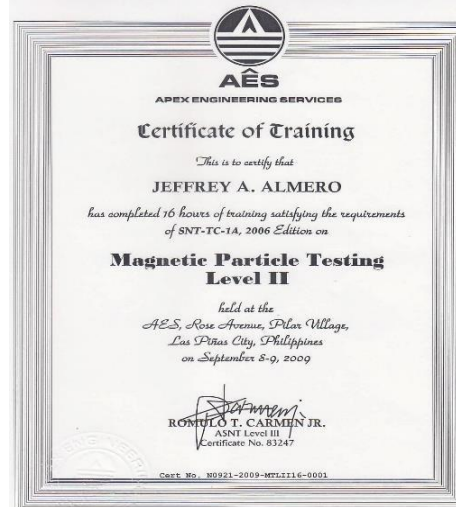 AÊS
APEX ENGINEERING SERVICES
Certificate of Training
This is to certify that
JEFFREY A. ALMERO
has completed 16 hours of training satisfying the requirements
of SNT-TC-1A, 2006 Edition on
Magnetic Particle Testing
Level II
held at the
AES, Rose Avenue, Pilar Village,
Las Piñas City, Philippines
on September 8-9, 2009
ROMULO T. CARMEN JR.
ASNT Level III
Certificate No. 83247
Cert No. N0921-2009-MTLII16-0001